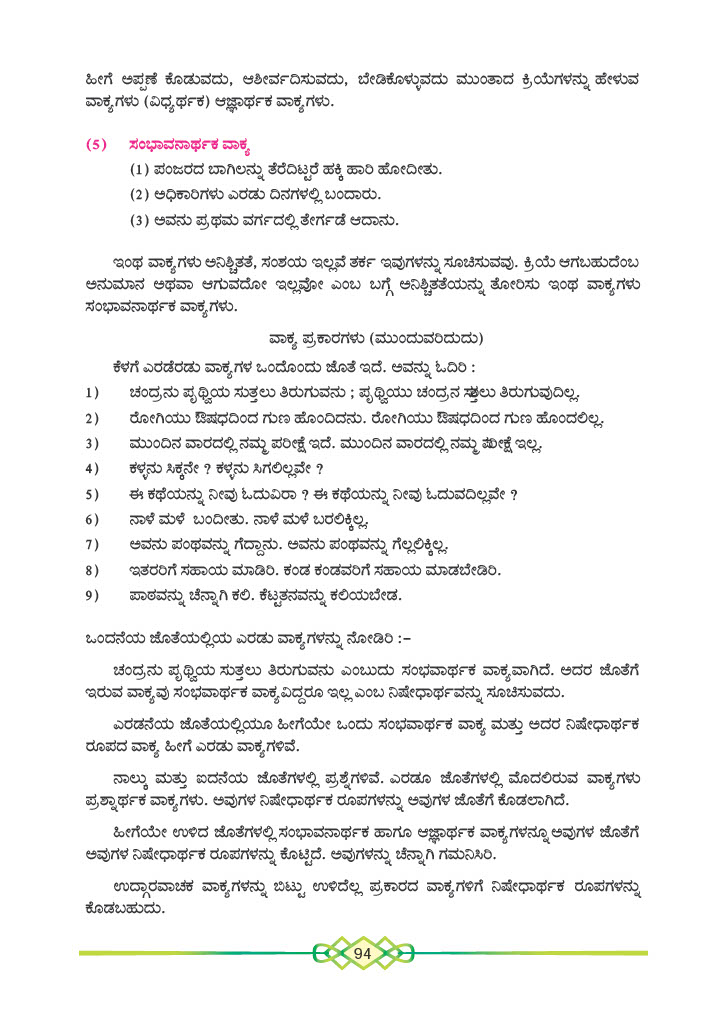 ಹೀಗೆ ಅಪ್ಪಣೆ ಕೊಡುವದು, ಆಶೀರ್ವದಿಸುವದು, ಬೇಡಿಕೊಳ್ಳುವದು ಮುಂತಾದ ಕ್ರಿಯೆಗಳನ್ನು ಹೇಳುವ
ವಾಕ್ಯಗಳು (ವಿಧ್ಯರ್ಥಕ) ಆಜ್ಞಾರ್ಥಕ ವಾಕ್ಯಗಳು.
(5) ಸಂಭಾವನಾರ್ಥಕ ವಾಕ್ಯ
(1) ಪಂಜರದ ಬಾಗಿಲನ್ನು ತೆರೆದಿಟ್ಟರೆ ಹಕ್ಕಿ ಹಾರಿ ಹೋದೀತು.
(2) ಅಧಿಕಾರಿಗಳು ಎರಡು ದಿನಗಳಲ್ಲಿ ಬಂದಾರು.
(3) ಅವನು ಪ್ರಥಮ ವರ್ಗದಲ್ಲಿ ತೇರ್ಗಡೆ ಆದಾನು.
ಇಂಥ ವಾಕ್ಯಗಳು ಅನಿಶ್ಚಿತತೆ, ಸಂಶಯ ಇಲ್ಲವೆ ತರ್ಕ ಇವುಗಳನ್ನು ಸೂಚಿಸುವವು. ಕ್ರಿಯೆ ಆಗಬಹುದೆಂಬ
ಅನುಮಾನ ಅಥವಾ ಆಗುವದೋ ಇಲ್ಲವೋ ಎಂಬ ಬಗ್ಗೆ ಅನಿಶ್ಚಿತತೆಯನ್ನು ತೋರಿಸು ಇಂಥ ವಾಕ್ಯಗಳು
ಸಂಭಾವನಾರ್ಥಕ ವಾಕ್ಯಗಳು.
ವಾಕ್ಯ ಪ್ರಕಾರಗಳು (ಮುಂದುವರಿದುದು)
ಕೆಳಗೆ ಎರಡೆರಡು ವಾಕ್ಯಗಳ ಒಂದೊಂದು ಜೊತೆ ಇದೆ. ಅವನ್ನು ಓದಿರಿ :
1) ಚಂದ್ರನು ಪೃಥ್ವಿಯ ಸುತ್ತಲು ತಿರುಗುವನು ; ಪೃಥ್ವಿಯು ಚಂದ್ರನ ಸುತ್ತಲು ತಿರುಗುವುದಿಲ್ಲ.
2) ರೋಗಿಯು ಔಷಧದಿಂದ ಗುಣ ಹೊಂದಿದನು. ರೋಗಿಯು ಔಷಧದಿಂದ ಗುಣ ಹೊಂದಲಿಲ್ಲ.
3) ಮುಂದಿನ ವಾರದಲ್ಲಿ ನಮ್ಮ ಪರೀಕ್ಷೆ ಇದೆ. ಮುಂದಿನ ವಾರದಲ್ಲಿ ನಮ್ಮ ಪರೀಕ್ಷೆ ಇಲ್ಲ.
4) ಕಳ್ಳನು ಸಿಕ್ಕನೇ ? ಕಳ್ಳನು ಸಿಗಲಿಲ್ಲವೇ ?
5) ಈ ಕಥೆಯನ್ನು ನೀವು ಓದುವಿರಾ ? ಈ ಕಥೆಯನ್ನು ನೀವು ಓದುವದಿಲ್ಲವೇ ?
6) ನಾಳೆ ಮಳೆ ಬಂದೀತು. ನಾಳೆ ಮಳೆ ಬರಲಿಕ್ಕಿಲ್ಲ.
7) ಅವನು ಪಂಥವನ್ನು ಗೆದ್ದಾನು. ಅವನು ಪಂಥವನ್ನು ಗೆಲ್ಲಲಿಕ್ಕಿಲ್ಲ.
8) ಇತರರಿಗೆ ಸಹಾಯ ಮಾಡಿರಿ. ಕಂಡ ಕಂಡವರಿಗೆ ಸಹಾಯ ಮಾಡಬೇಡಿರಿ.
9) ಪಾಠವನ್ನು ಚೆನ್ನಾಗಿ ಕಲಿ. ಕೆಟ್ಟತನವನ್ನು ಕಲಿಯಬೇಡ.
ಒಂದನೆಯ ಜೊತೆಯಲ್ಲಿಯ ಎರಡು ವಾಕ್ಯಗಳನ್ನು ನೋಡಿರಿ :–
ಚಂದ್ರನು ಪೃಥ್ವಿಯ ಸುತ್ತಲು ತಿರುಗುವನು ಎಂಬುದು ಸಂಭವಾರ್ಥಕ ವಾಕ್ಯವಾಗಿದೆ. ಅದರ ಜೊತೆಗೆ
ಇರುವ ವಾಕ್ಯವು ಸಂಭವಾರ್ಥಕ ವಾಕ್ಯವಿದ್ದರೂ ಇಲ್ಲ ಎಂಬ ನಿಷೇಧಾರ್ಥವನ್ನು ಸೂಚಿಸುವದು.
ಎರಡನೆಯ ಜೊತೆಯಲ್ಲಿಯೂ ಹೀಗೆಯೇ ಒಂದು ಸಂಭವಾರ್ಥಕ ವಾಕ್ಯ ಮತ್ತು ಅದರ ನಿಷೇಧಾರ್ಥಕ
ರೂಪದ ವಾಕ್ಯ ಹೀಗೆ ಎರಡು ವಾಕ್ಯಗಳಿವೆ.
ನಾಲ್ಕು ಮತ್ತು ಐದನೆಯ ಜೊತೆಗಳಲ್ಲಿ ಪ್ರಶ್ನೆಗಳಿವೆ. ಎರಡೂ ಜೊತೆಗಳಲ್ಲಿ ಮೊದಲಿರುವ ವಾಕ್ಯಗಳು
ಪ್ರಶ್ನಾರ್ಥಕ ವಾಕ್ಯಗಳು. ಅವುಗಳ ನಿಷೇಧಾರ್ಥಕ ರೂಪಗಳನ್ನು ಅವುಗಳ ಜೊತೆಗೆ ಕೊಡಲಾಗಿದೆ.
ಹೀಗೆಯೇ ಉಳಿದ ಜೊತೆಗಳಲ್ಲಿ ಸಂಭಾವನಾರ್ಥಕ ಹಾಗೂ ಆಜ್ಞಾರ್ಥಕ ವಾಕ್ಯಗಳನ್ನೂ ಅವುಗಳ ಜೊತೆಗೆ
ಅವುಗಳ ನಿಷೇಧಾರ್ಥಕ ರೂಪಗಳನ್ನು ಕೊಟ್ಟಿದೆ. ಅವುಗಳನ್ನು ಚೆನ್ನಾಗಿ ಗಮನಿಸಿರಿ.
ಉದ್ಗಾರವಾಚಕ ವಾಕ್ಯಗಳನ್ನು ಬಿಟ್ಟು ಉಳಿದೆಲ್ಲ ಪ್ರಕಾರದ ವಾಕ್ಯಗಳಿಗೆ ನಿಷೇಧಾರ್ಥಕ ರೂಪಗಳನ್ನು
ಕೊಡಬಹುದು.
94